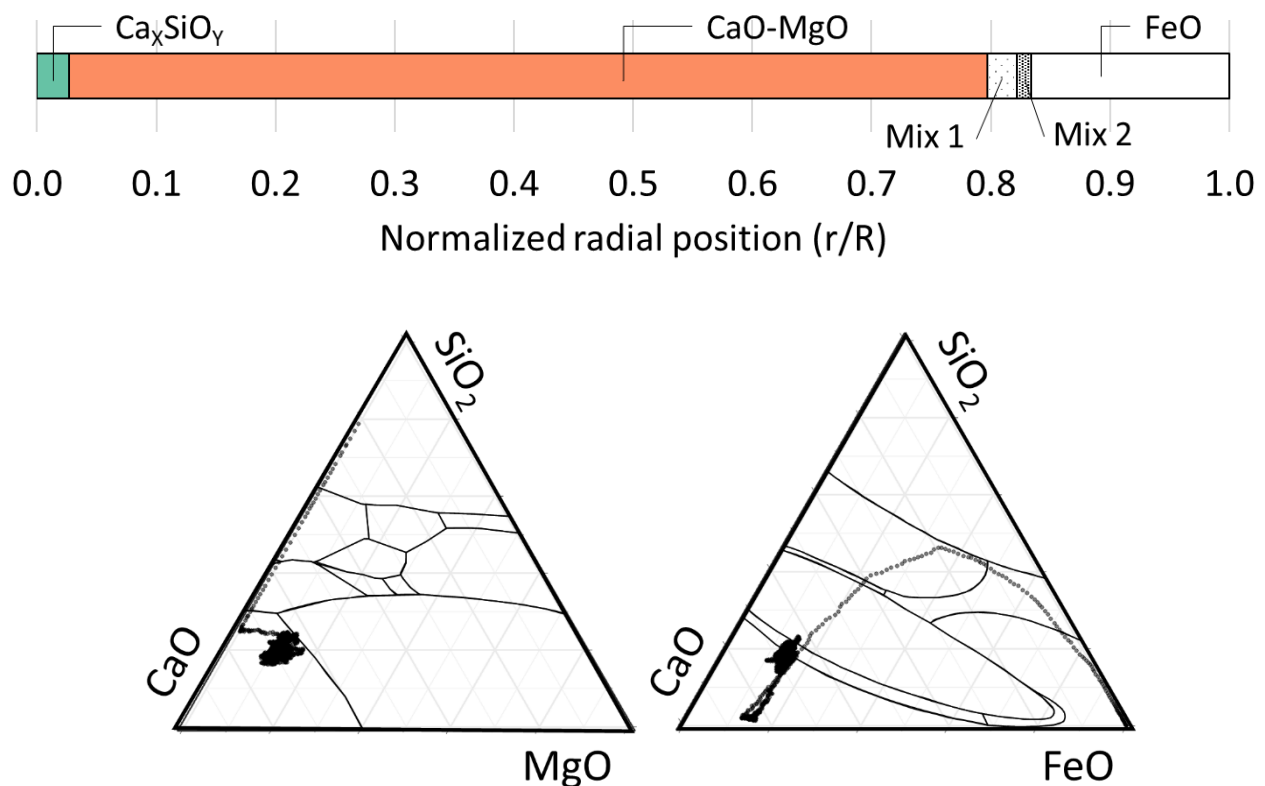 CaₓSiOᵧ CaO-MgO FeO
Mix 1 Mix 2
0.0 0.1 0.2 0.3 0.4 0.5 0.6 0.7 0.8 0.9 1.0
Normalized radial position (r/R)
SiO₂ SiO₂
CaO CaO
MgO FeO